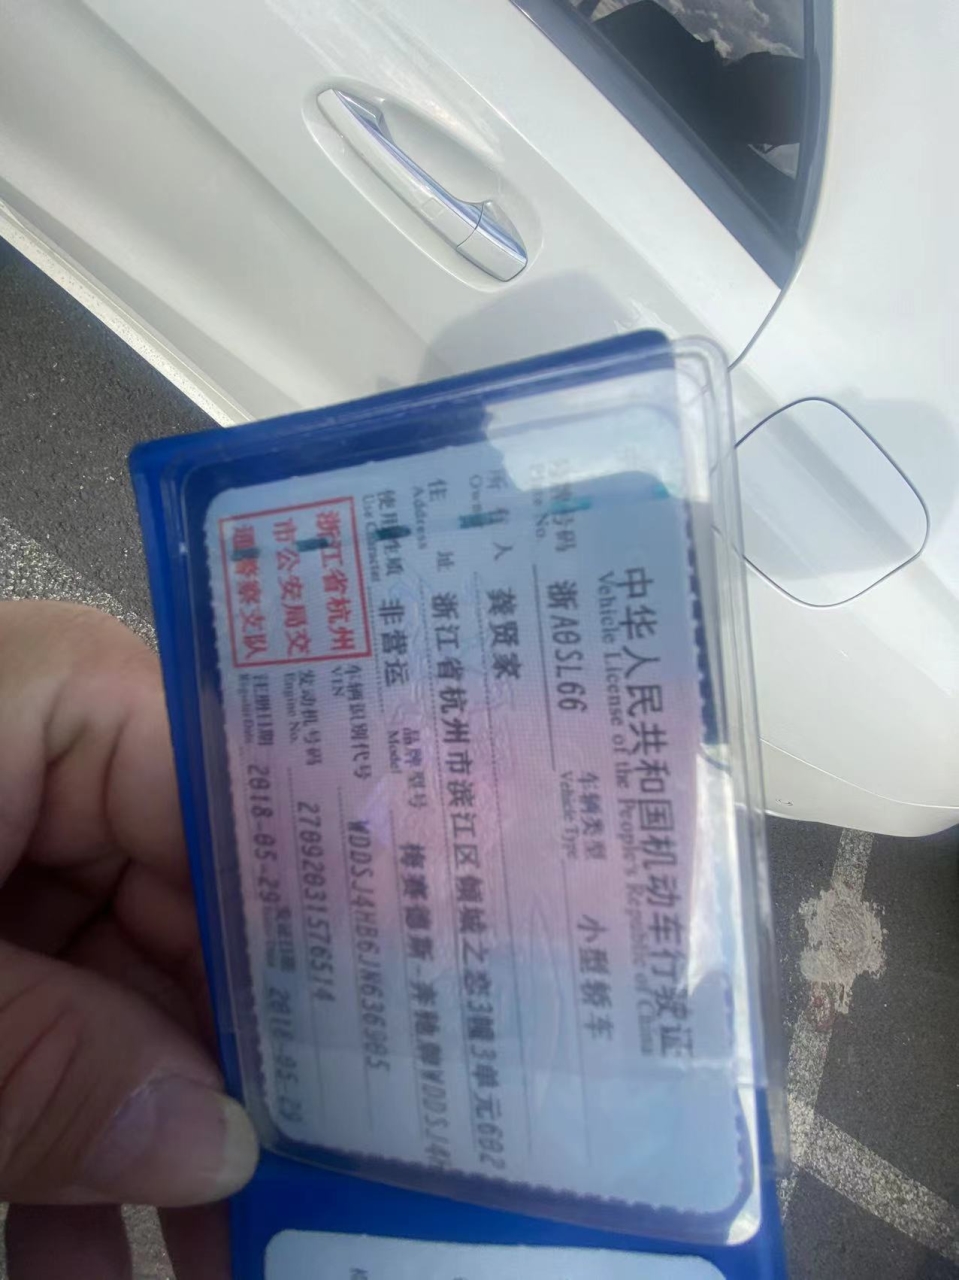 中华人民共和国机动车行驶证
Vehicle License of the People's Republic of China
号牌号码 浙A0SL66 车辆类型 小型轿车
Plate No. Vehicle Type
所有人 龚贤家
Owner
住址 浙江省杭州市滨江区倾城之恋3幢3单元602
Address
使用性质 非营运 品牌型号 梅赛德斯-奔驰牌WDDSJ4H
Use Character Model
浙江省杭州
市公安局交
通警察支队
车辆识别代号 WDDSJ4HB6JN636365
VIN
发动机号码 27092031576514
Engine No.
注册日期 2018-05-29 发证日期 2018-05-29
Register Date